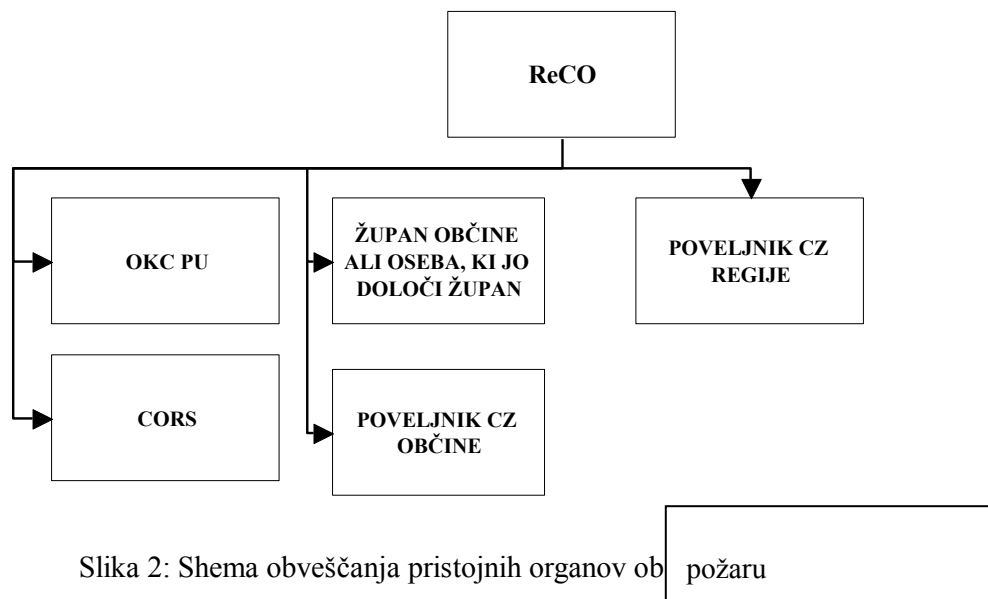 ReCO
OKC PU
ŽUPAN OBČINE
ALI OSEBA, KI JO
DOLOČI ŽUPAN
POVELJNIK CZ
REGIJE
CORS
POVELJNIK CZ
OBČINE
Slika 2: Shema obveščanja pristojnih organov ob požaru